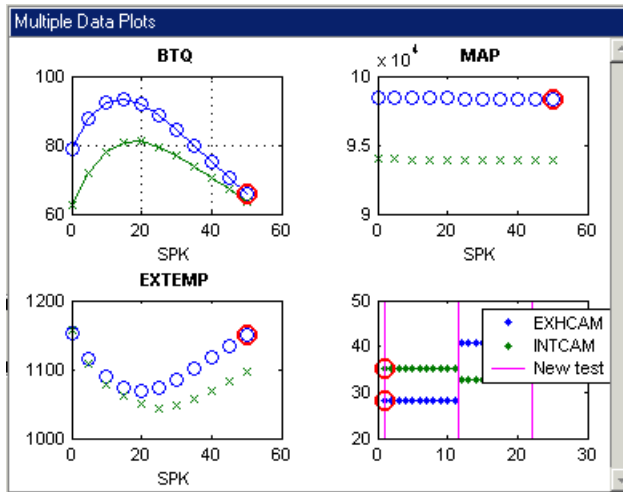 Multiple Data Plots
BTQ
100
80
60
0 20 40 60
SPK
MAP
× 10⁴
10
9.5
9
0 20 40 60
SPK
EXTEMP
1200
1100
1000
0 20 40 60
SPK
50
40
30
20
0 10 20 30
EXHCAM
INTCAM
New test